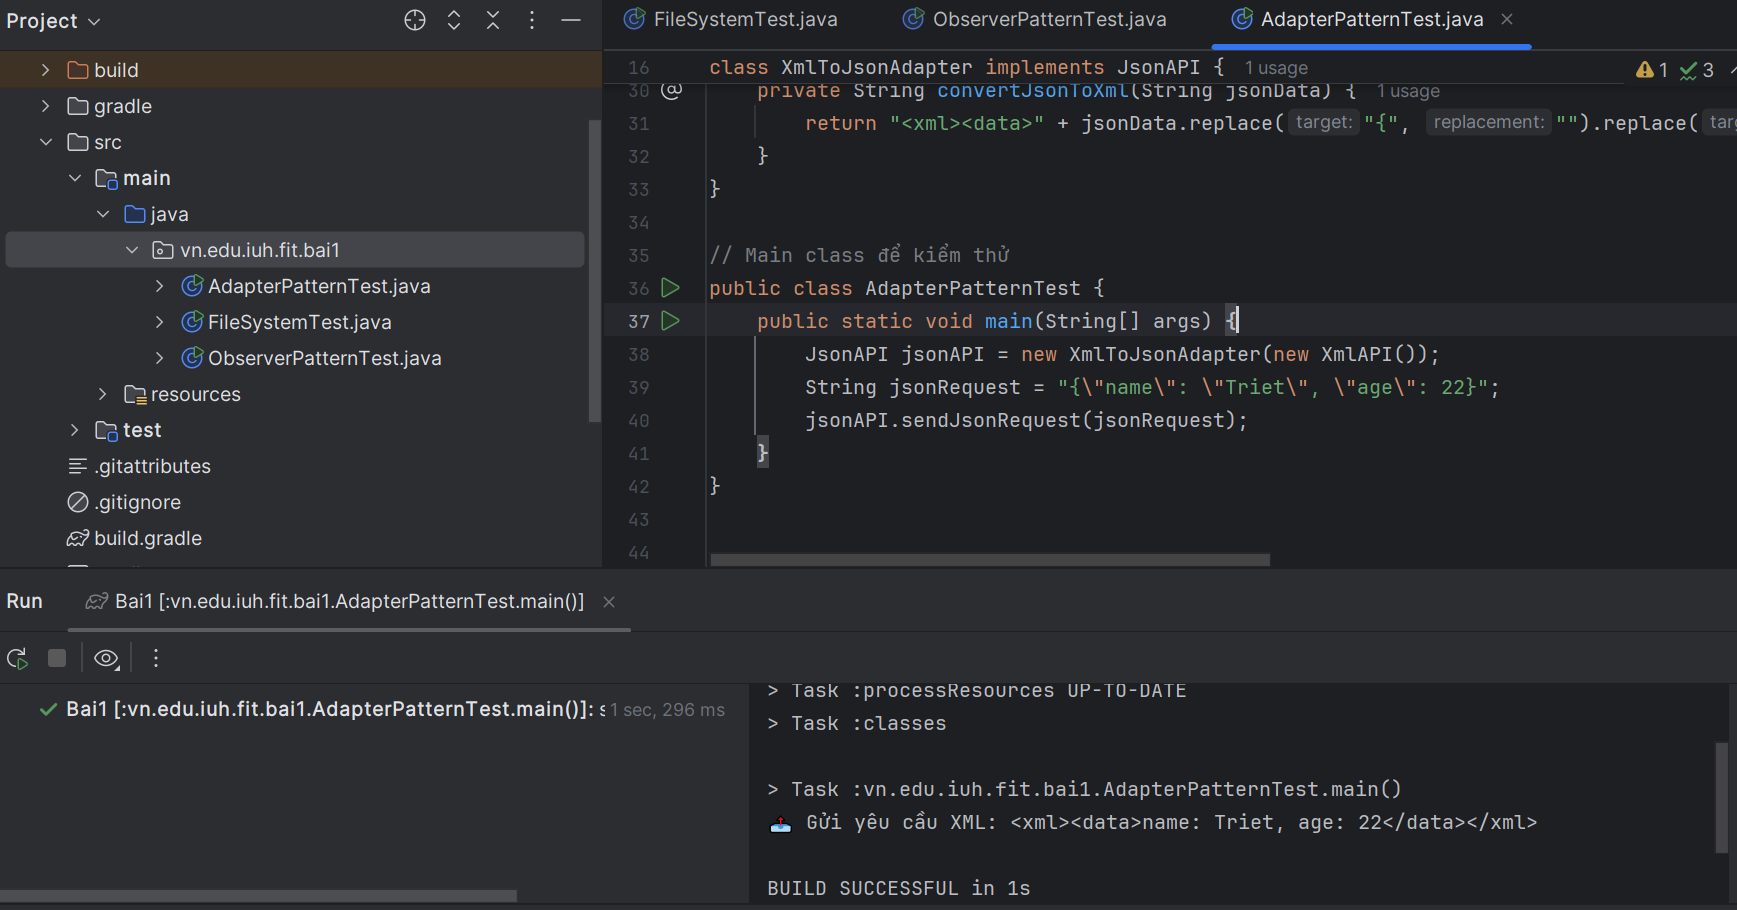 Project
build
gradle
src
main
java
vn.edu.iuh.fit.bai1
AdapterPatternTest.java
FileSystemTest.java
ObserverPatternTest.java
resources
test
.gitattributes
.gitignore
build.gradle
FileSystemTest.java ObserverPatternTest.java AdapterPatternTest.java
16 class XmlToJsonAdapter implements JsonAPI { 1 usage 1 3
30 @ private String convertJsonToXml(String jsonData) { 1 usage
31 return "<xml><data>" + jsonData.replace( target: "{", replacement: "").replace(
32 }
33 }
34
35 // Main class để kiểm thử
36 public class AdapterPatternTest {
37 public static void main(String[] args) {
38 JsonAPI jsonAPI = new XmlToJsonAdapter(new XmlAPI());
39 String jsonRequest = "{\"name\": \"Triet\", \"age\": 22}";
40 jsonAPI.sendJsonRequest(jsonRequest);
41 }
42 }
43
44
Run Bai1 [:vn.edu.iuh.fit.bai1.AdapterPatternTest.main()]
Bai1 [:vn.edu.iuh.fit.bai1.AdapterPatternTest.main()]: 1 sec, 296 ms
> Task :processResources UP-TO-DATE
> Task :classes
> Task :vn.edu.iuh.fit.bai1.AdapterPatternTest.main()
📤 Gửi yêu cầu XML: <xml><data>name: Triet, age: 22</data></xml>
BUILD SUCCESSFUL in 1s